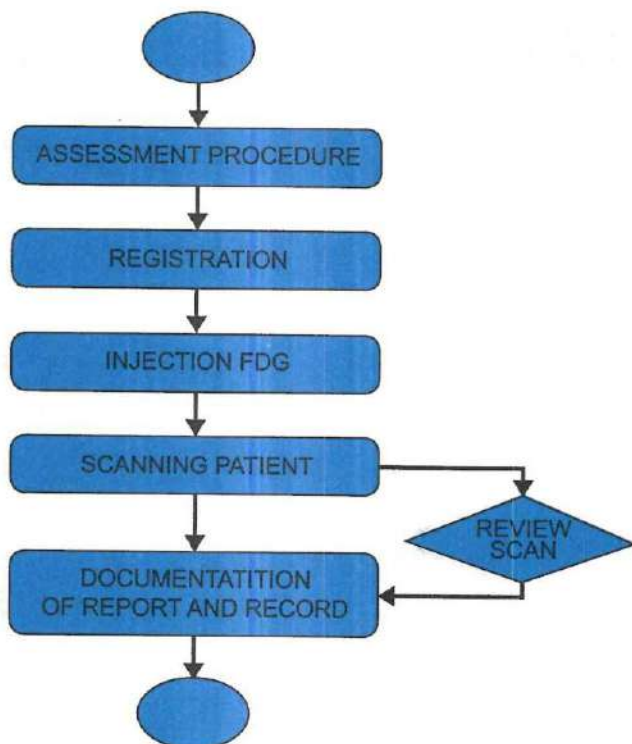 ASSESSMENT PROCEDURE
REGISTRATION
INJECTION FDG
SCANNING PATIENT
REVIEW
SCAN
DOCUMENTATITION
OF REPORT AND RECORD